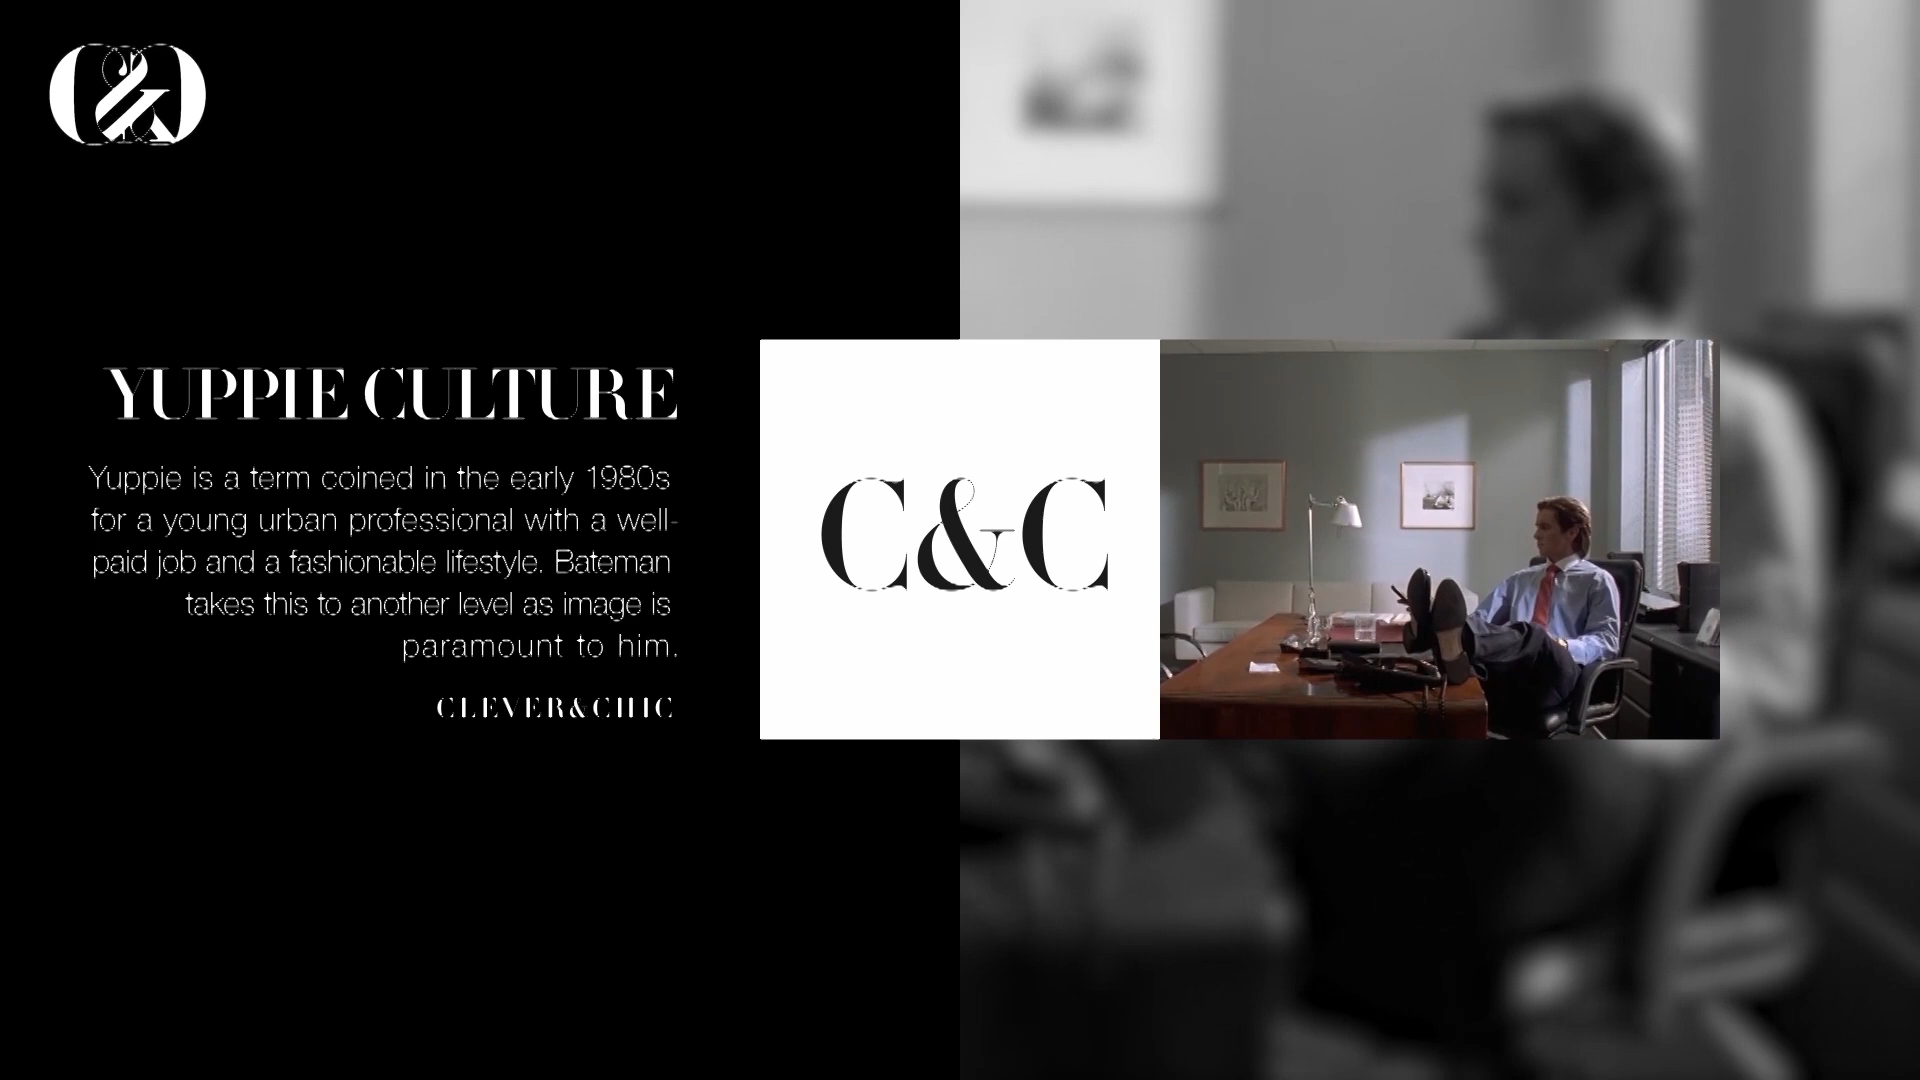 &
YUPPIE CULTURE
Yuppie is a term coined in the early 1980s
for a young urban professional with a well-
paid job and a fashionable lifestyle. Bateman
takes this to another level as image is
paramount to him.
CLEVER&CHIC
C&C